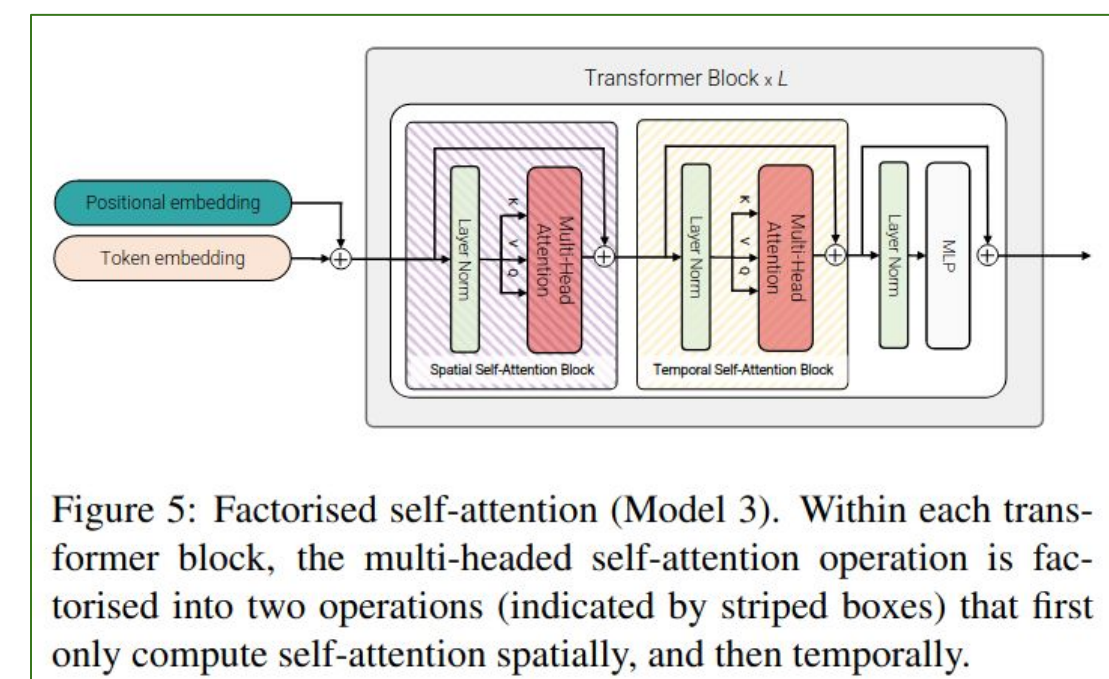 Transformer Block x L
Positional embedding
Token embedding
Layer Norm
K
V
Q
Multi-Head
Attention
Spatial Self-Attention Block
Layer Norm
K
V
Q
Multi-Head
Attention
Temporal Self-Attention Block
Layer Norm
MLP
Figure 5: Factorised self-attention (Model 3). Within each trans-
former block, the multi-headed self-attention operation is fac-
torised into two operations (indicated by striped boxes) that first
only compute self-attention spatially, and then temporally.